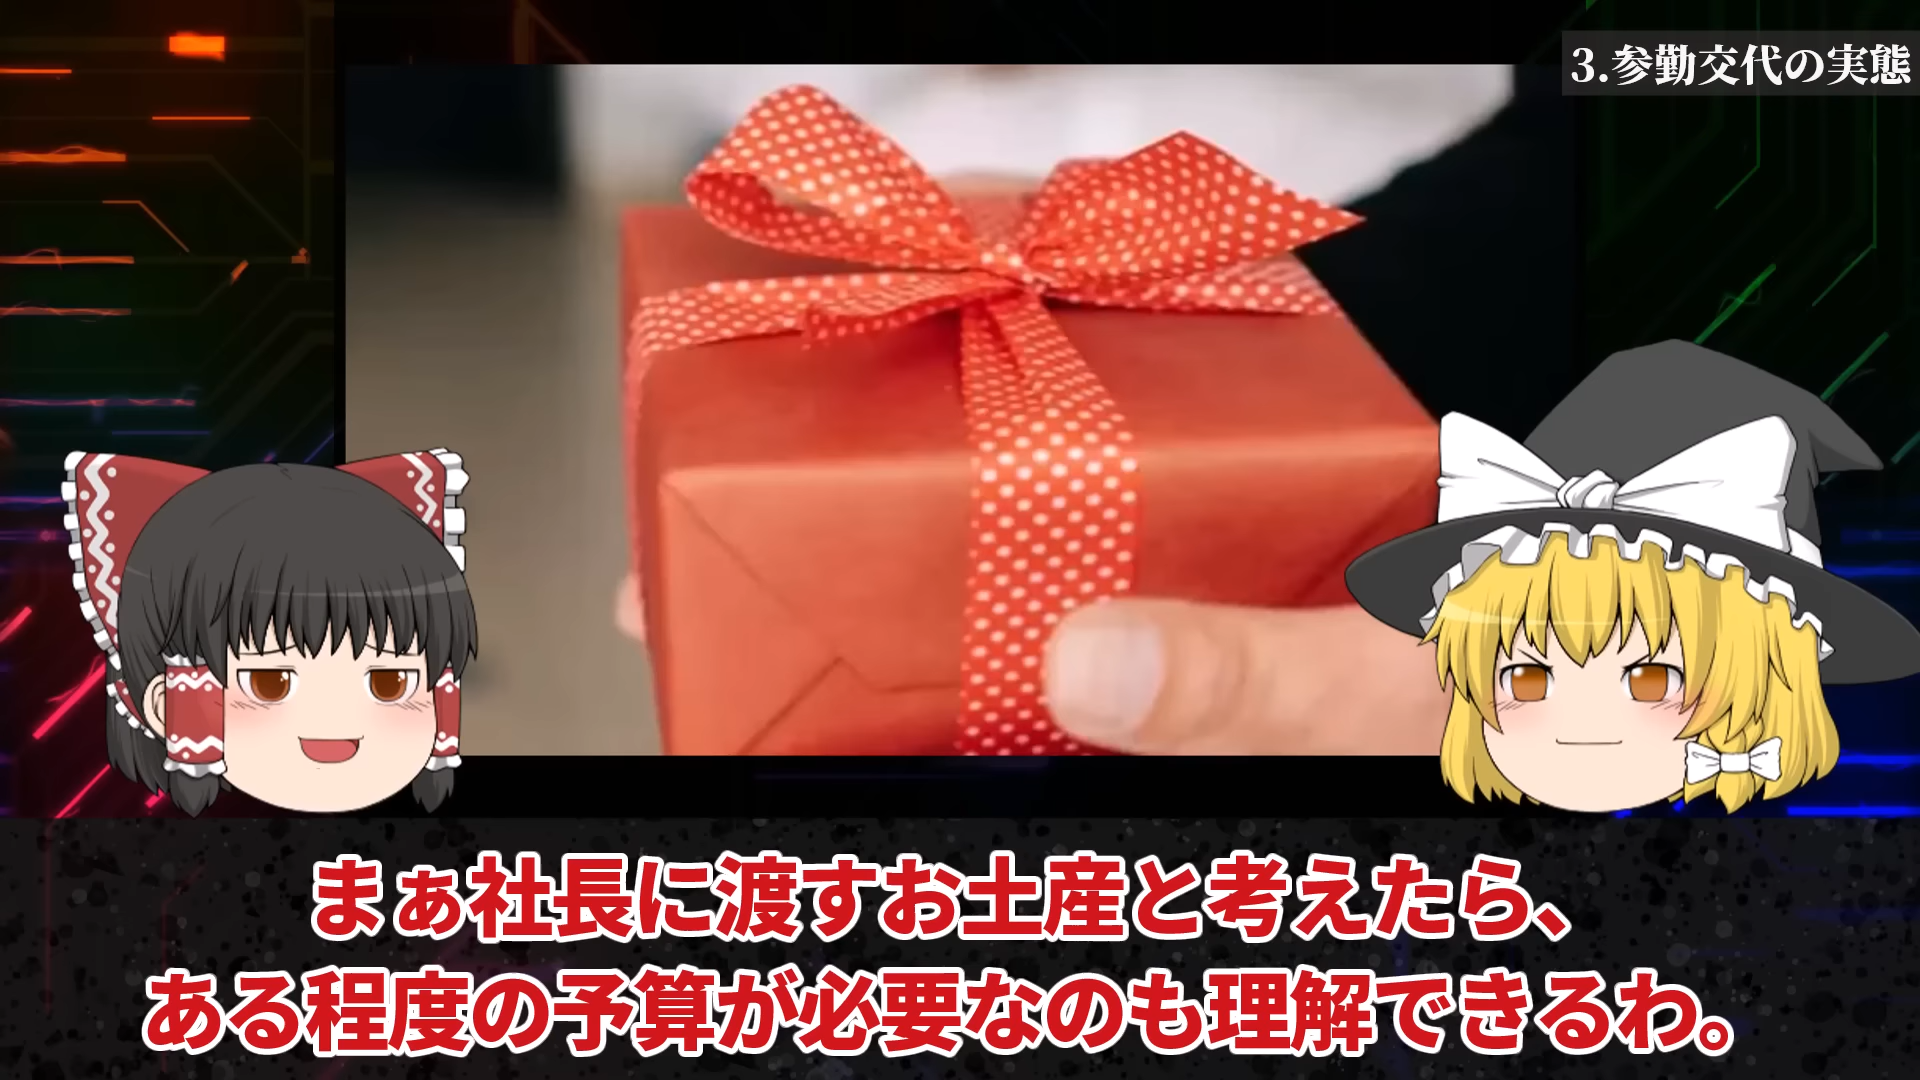 3.参勤交代の実態
まぁ社長に渡すお土産と考えたら、
ある程度の予算が必要なのも理解できるわ。